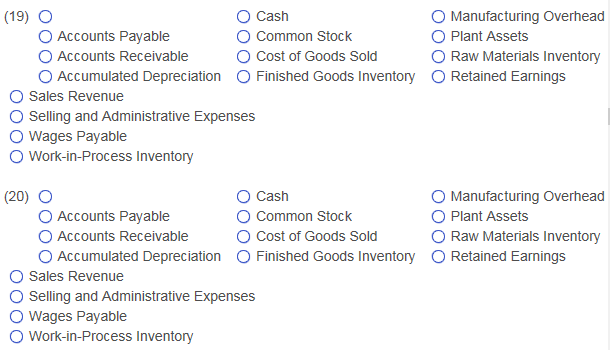 (19) Cash Manufacturing Overhead
Accounts Payable Common Stock Plant Assets
Accounts Receivable Cost of Goods Sold Raw Materials Inventory
Accumulated Depreciation Finished Goods Inventory Retained Earnings
Sales Revenue
Selling and Administrative Expenses
Wages Payable
Work-in-Process Inventory
(20) Cash Manufacturing Overhead
Accounts Payable Common Stock Plant Assets
Accounts Receivable Cost of Goods Sold Raw Materials Inventory
Accumulated Depreciation Finished Goods Inventory Retained Earnings
Sales Revenue
Selling and Administrative Expenses
Wages Payable
Work-in-Process Inventory